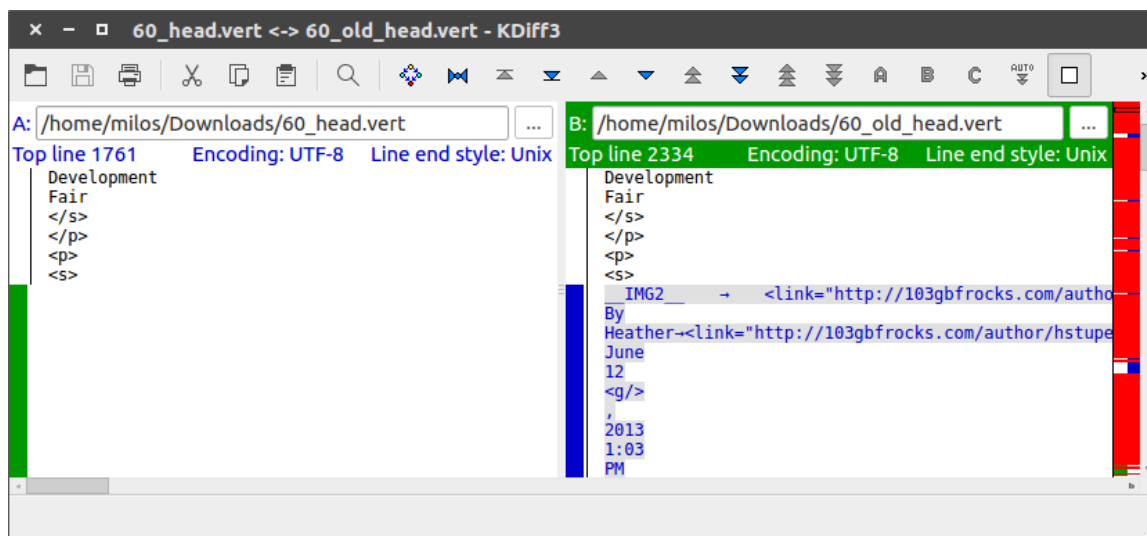 60_head.vert <-> 60_old_head.vert - KDiff3
A B C AUTO
A: /home/milos/Downloads/60_head.vert ...
Top line 1761 Encoding: UTF-8 Line end style: Unix
Development
Fair
</s>
</p>
<p>
<s>
B: /home/milos/Downloads/60_old_head.vert ...
Top line 2334 Encoding: UTF-8 Line end style: Unix
Development
Fair
</s>
</p>
<p>
<s>
__IMG2__ → <link="http://103gbfrocks.com/autho
By
Heather→<link="http://103gbfrocks.com/author/hstupe
June
12
<g/>
,
2013
1:03
PM